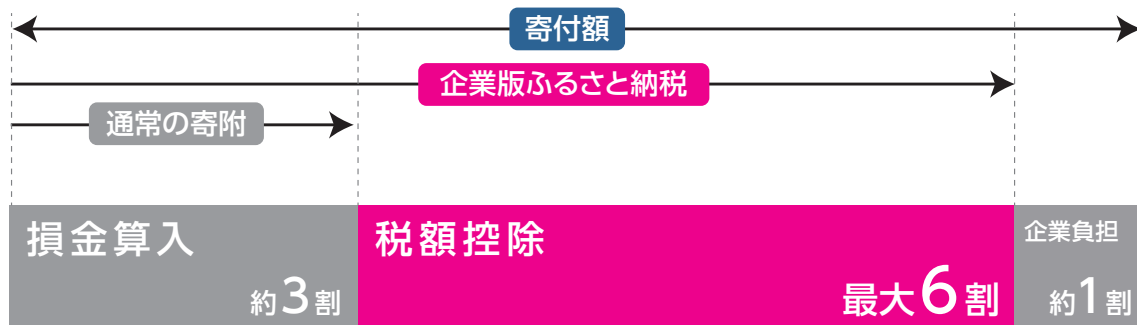 寄付額
企業版ふるさと納税
通常の寄附
損金算入
約3割
税額控除
最大6割
企業負担
約1割